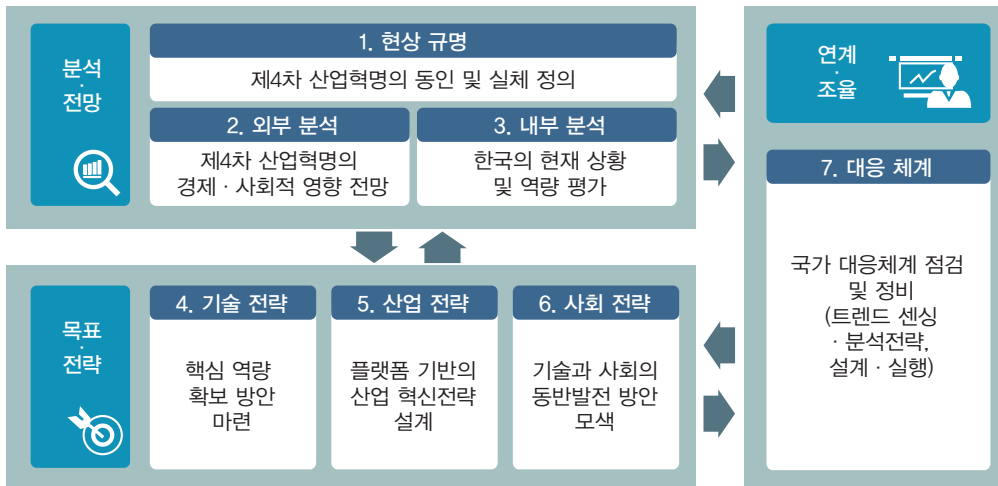 분석
·
전망
1. 현상 규명
제4차 산업혁명의 동인 및 실체 정의
2. 외부 분석
제4차 산업혁명의
경제 · 사회적 영향 전망
3. 내부 분석
한국의 현재 상황
및 역량 평가
목표
·
전략
4. 기술 전략
핵심 역량
확보 방안
마련
5. 산업 전략
플랫폼 기반의
산업 혁신전략
설계
6. 사회 전략
기술과 사회의
동반발전 방안
모색
연계
·
조율
7. 대응 체계
국가 대응체계 점검
및 정비
(트렌드 센싱
· 분석전략,
설계 · 실행)